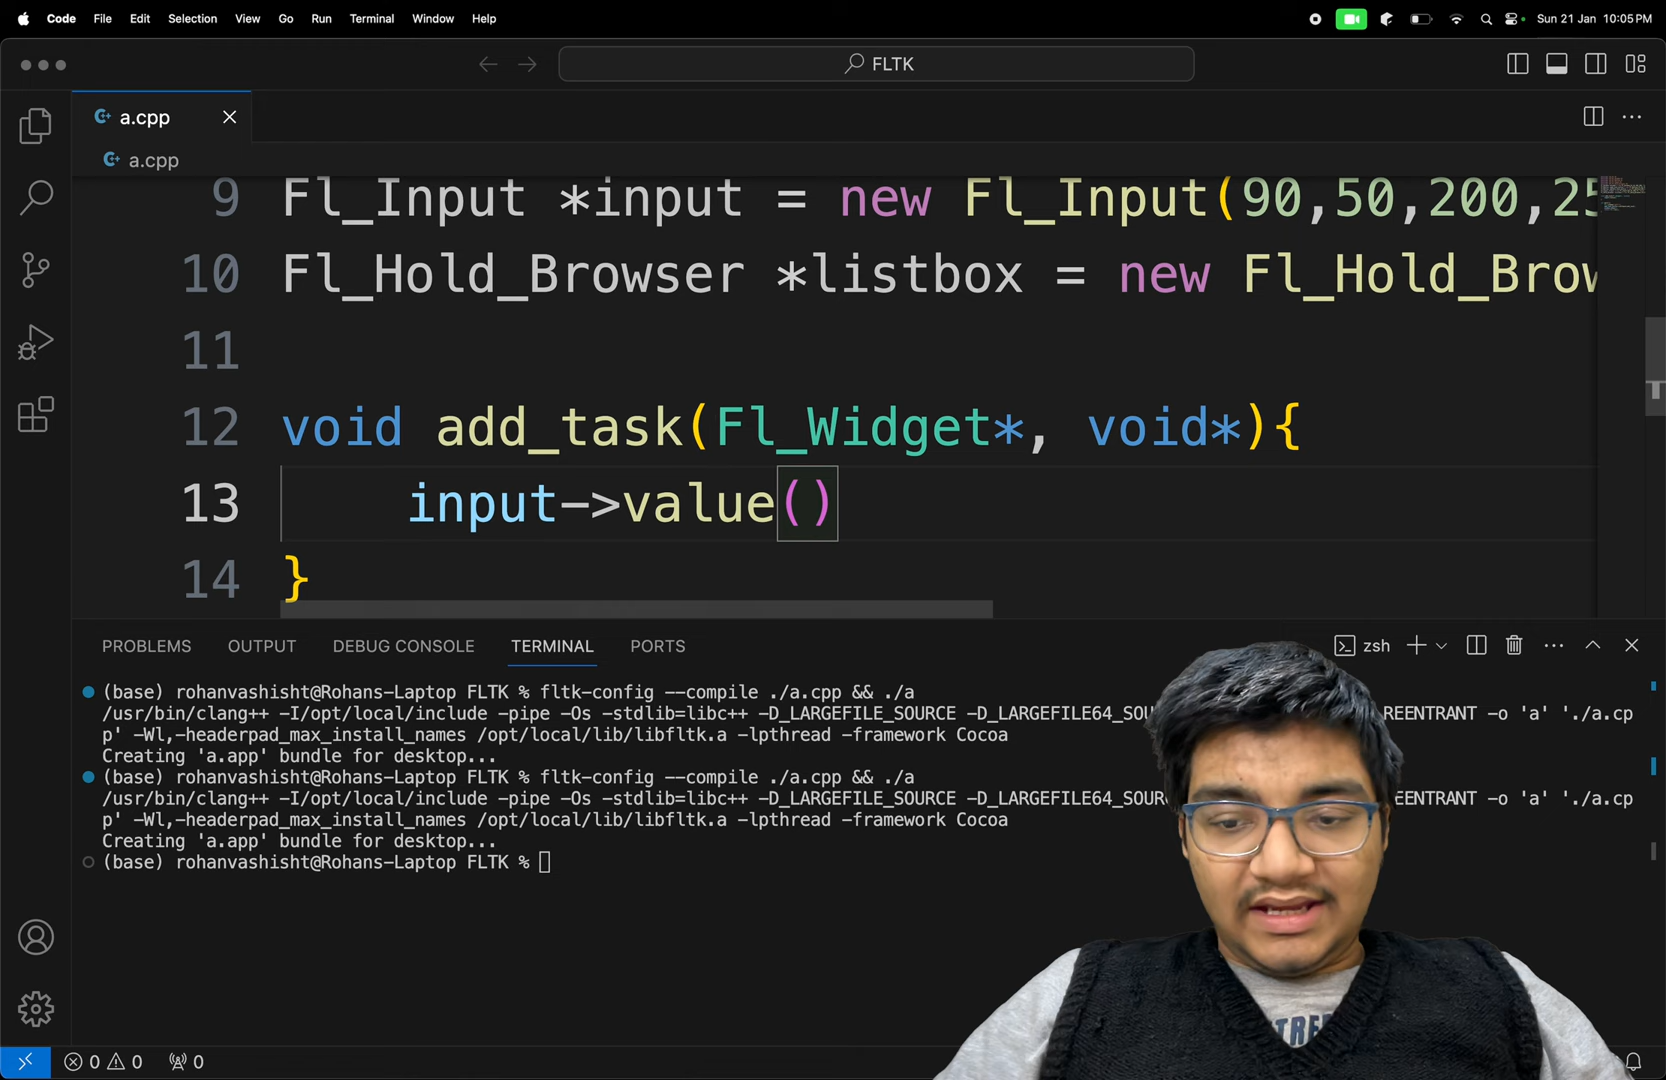 Code File Edit Selection View Go Run Terminal Window Help Sun 21 Jan 10:05 PM
FLTK
a.cpp
a.cpp
9 Fl_Input *input = new Fl_Input(90,50,200,25
10 Fl_Hold_Browser *listbox = new Fl_Hold_Brow
11
12 void add_task(Fl_Widget*, void*){
13 input->value()
14 }
PROBLEMS OUTPUT DEBUG CONSOLE TERMINAL PORTS zsh
(base) rohanvashisht@Rohans-Laptop FLTK % fltk-config --compile ./a.cpp && ./a
/usr/bin/clang++ -I/opt/local/include -pipe -Os -stdlib=libc++ -D_LARGEFILE_SOURCE -D_LARGEFILE64_SOU REENTRANT -o 'a' './a.cp
p' -Wl,-headerpad_max_install_names /opt/local/lib/libfltk.a -lpthread -framework Cocoa
Creating 'a.app' bundle for desktop...
(base) rohanvashisht@Rohans-Laptop FLTK % fltk-config --compile ./a.cpp && ./a
/usr/bin/clang++ -I/opt/local/include -pipe -Os -stdlib=libc++ -D_LARGEFILE_SOURCE -D_LARGEFILE64_SOUR EENTRANT -o 'a' './a.cp
p' -Wl,-headerpad_max_install_names /opt/local/lib/libfltk.a -lpthread -framework Cocoa
Creating 'a.app' bundle for desktop...
(base) rohanvashisht@Rohans-Laptop FLTK %
0 0 0